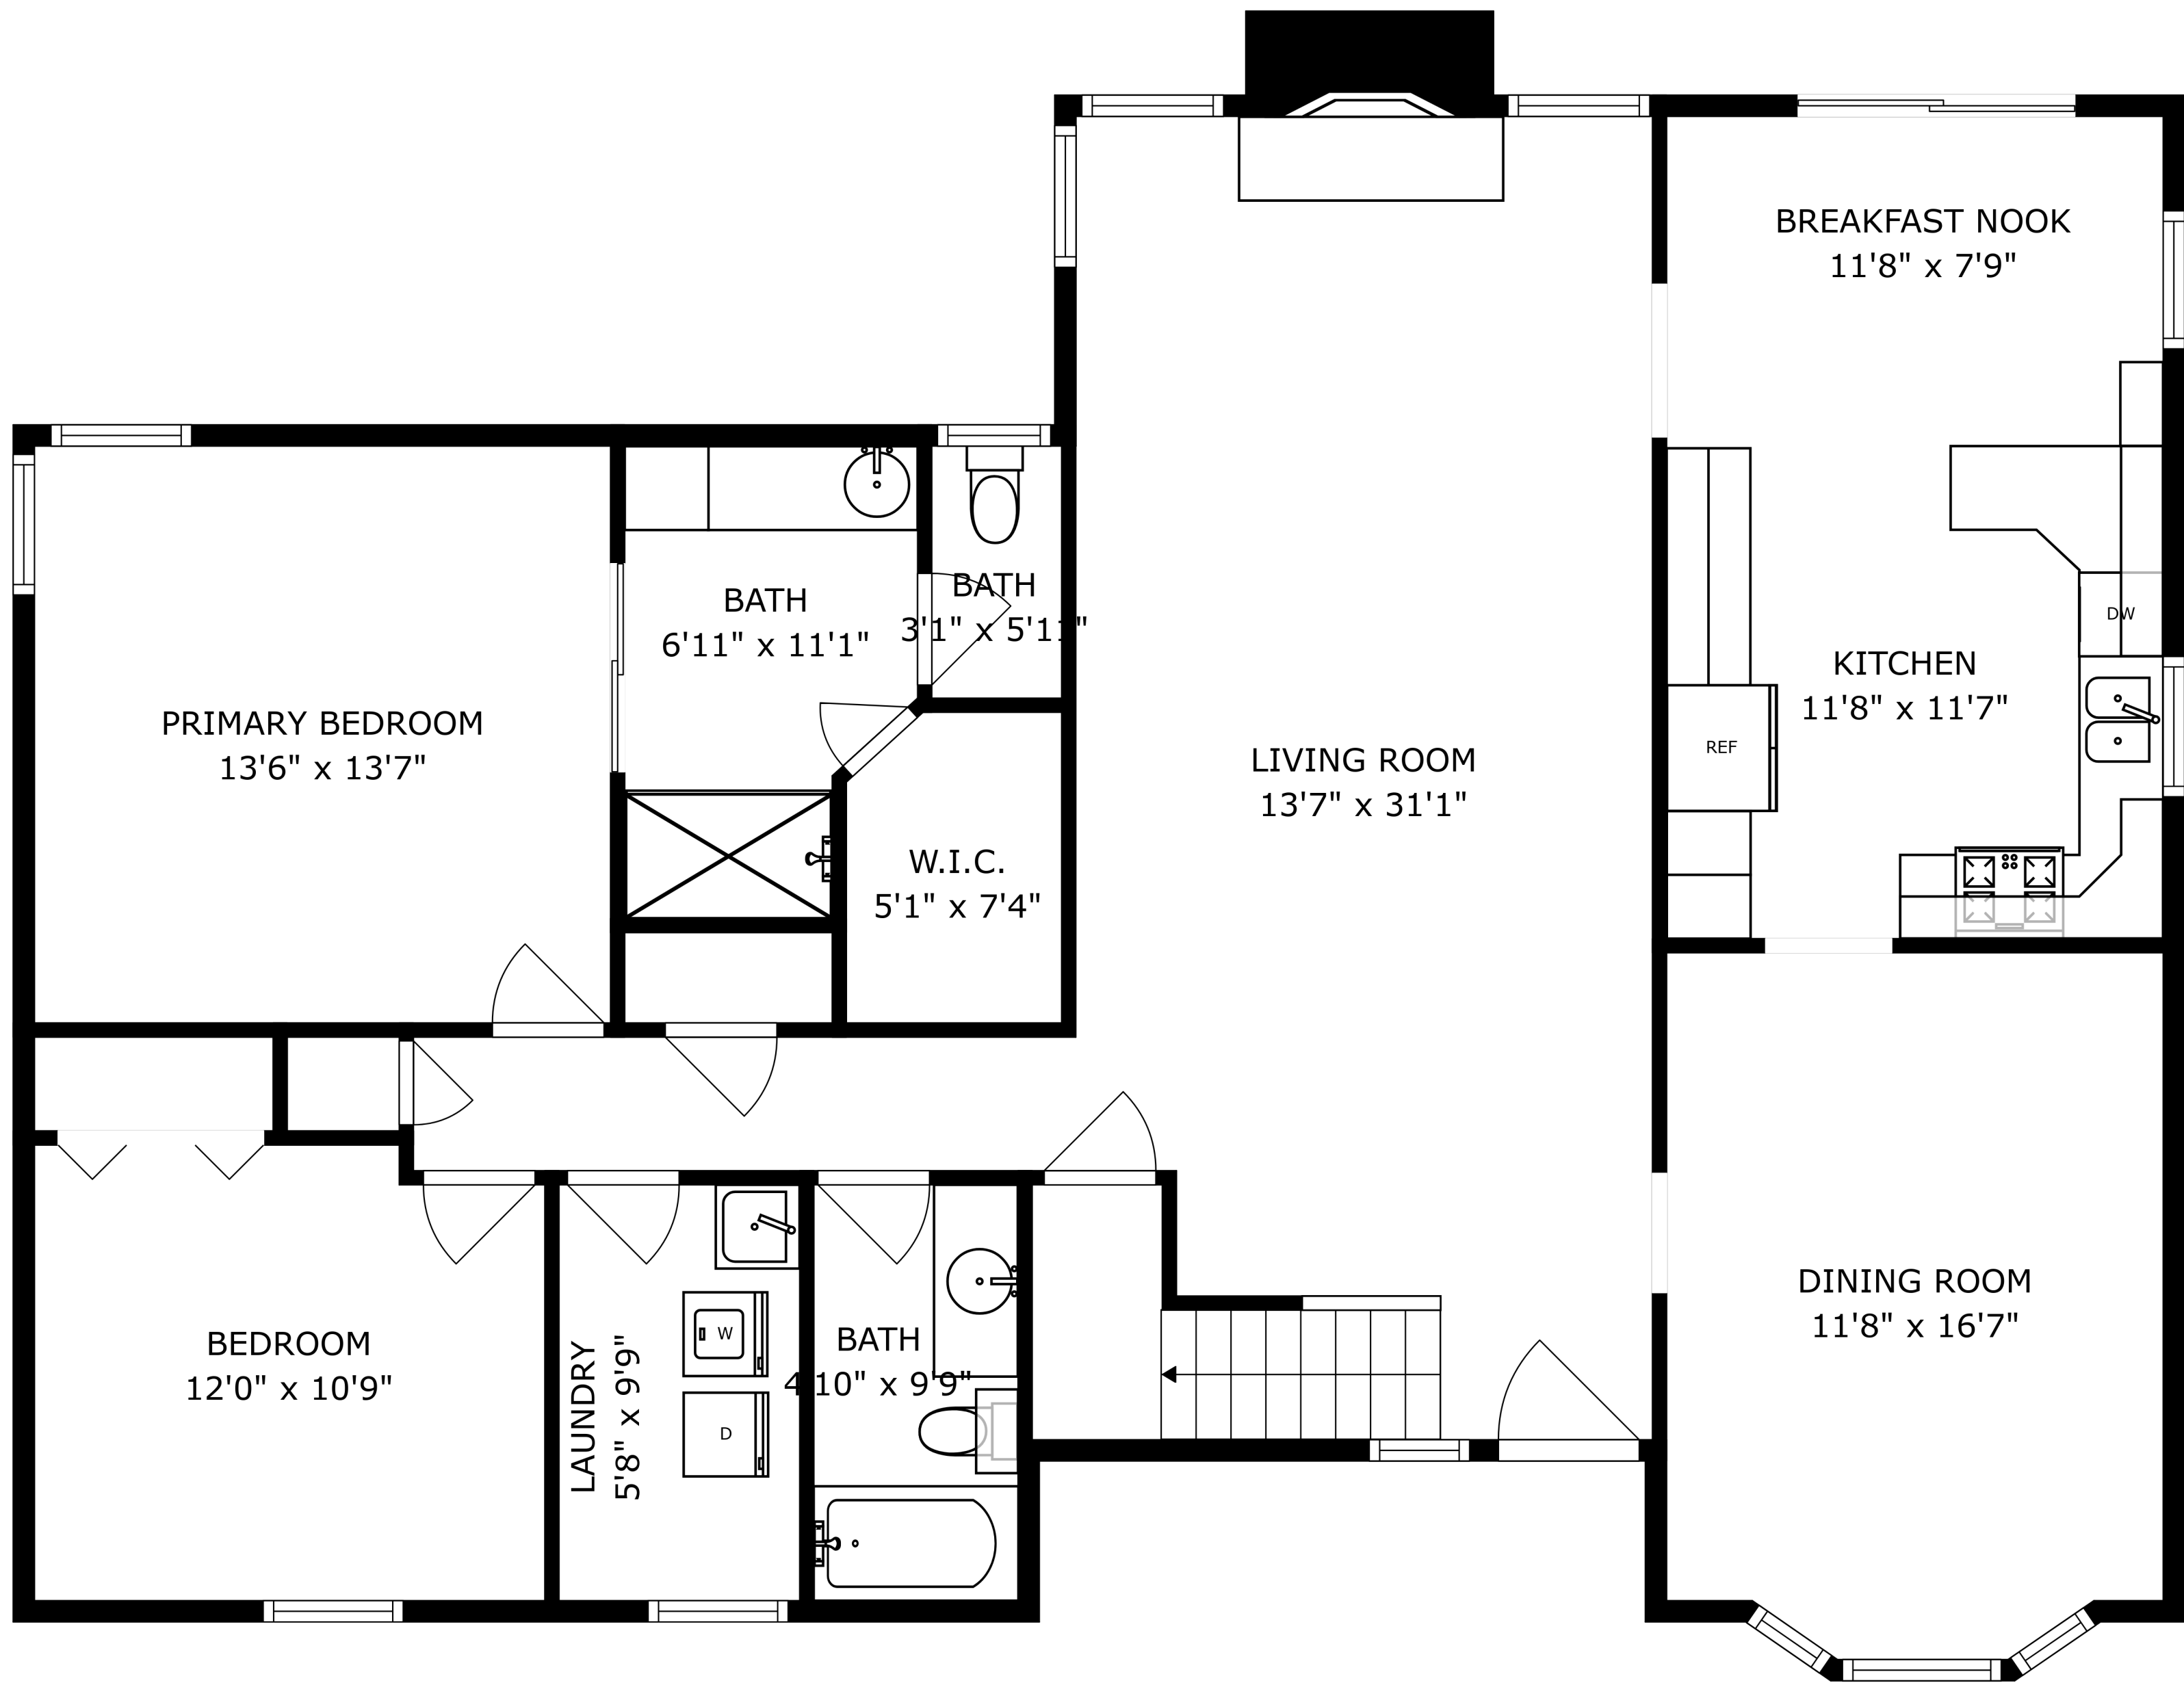 BREAKFAST NOOK
11'8" x 7'9"
BATH
3'1" x 5'11"
BATH
6'11" x 11'1"
DW
KITCHEN
11'8" x 11'7"
REF
PRIMARY BEDROOM
13'6" x 13'7"
LIVING ROOM
13'7" x 31'1"
W.I.C.
5'1" x 7'4"
DINING ROOM
11'8" x 16'7"
BEDROOM
12'0" x 10'9"
LAUNDRY
5'8" x 9'9"
W
D
BATH
4'10" x 9'9"